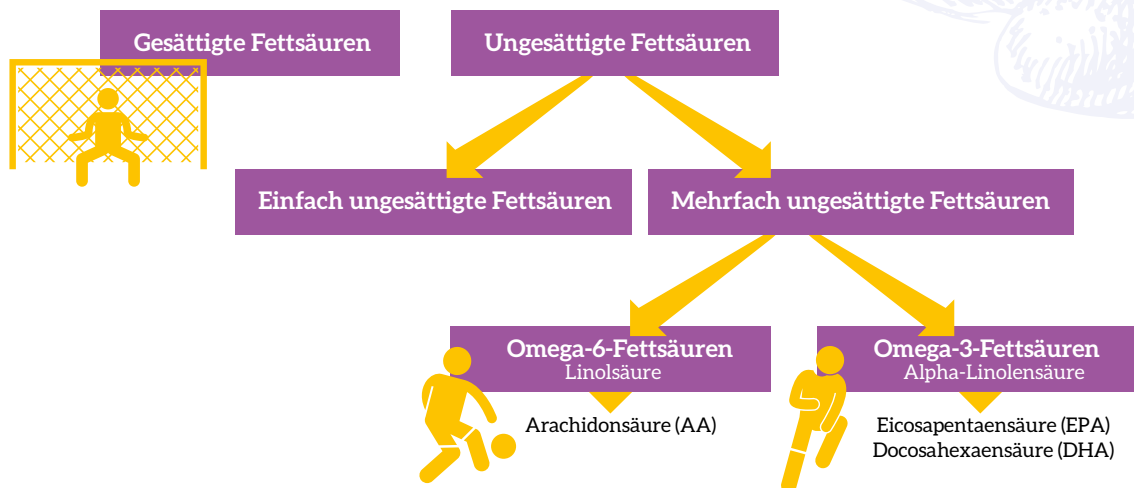 Gesättigte Fettsäuren
Ungesättigte Fettsäuren
Einfach ungesättigte Fettsäuren
Mehrfach ungesättigte Fettsäuren
Omega-6-Fettsäuren
Linolsäure
Omega-3-Fettsäuren
Alpha-Linolensäure
Arachidonsäure (AA)
Eicosapentaensäure (EPA)
Docosahexaensäure (DHA)